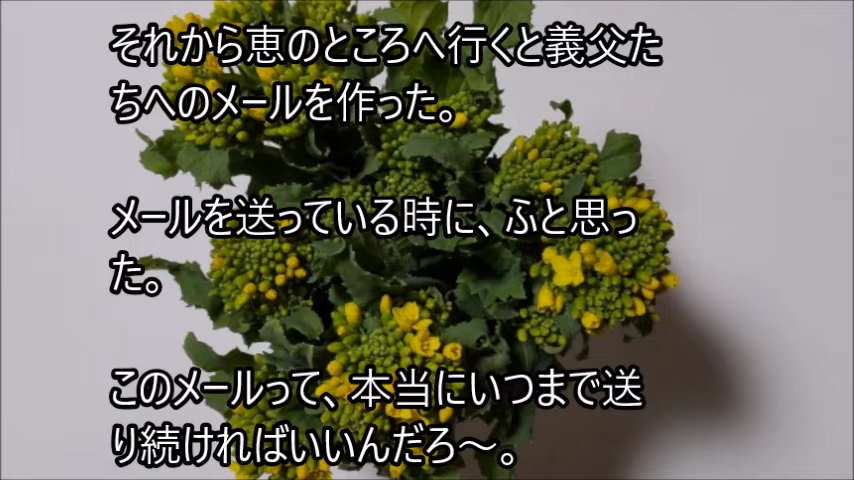 それから恵のところへ行くと義父た
ちへのメールを作った。
メールを送っている時に、ふと思っ
た。
このメールって、本当にいつまで送
り続ければいいんだろ～。